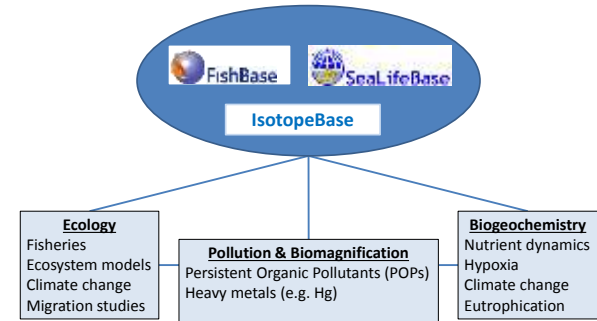 FishBase
SeaLifeBase
IsotopeBase
Ecology
Fisheries
Ecosystem models
Climate change
Migration studies
Pollution & Biomagnification
Persistent Organic Pollutants (POPs)
Heavy metals (e.g. Hg)
Biogeochemistry
Nutrient dynamics
Hypoxia
Climate change
Eutrophication